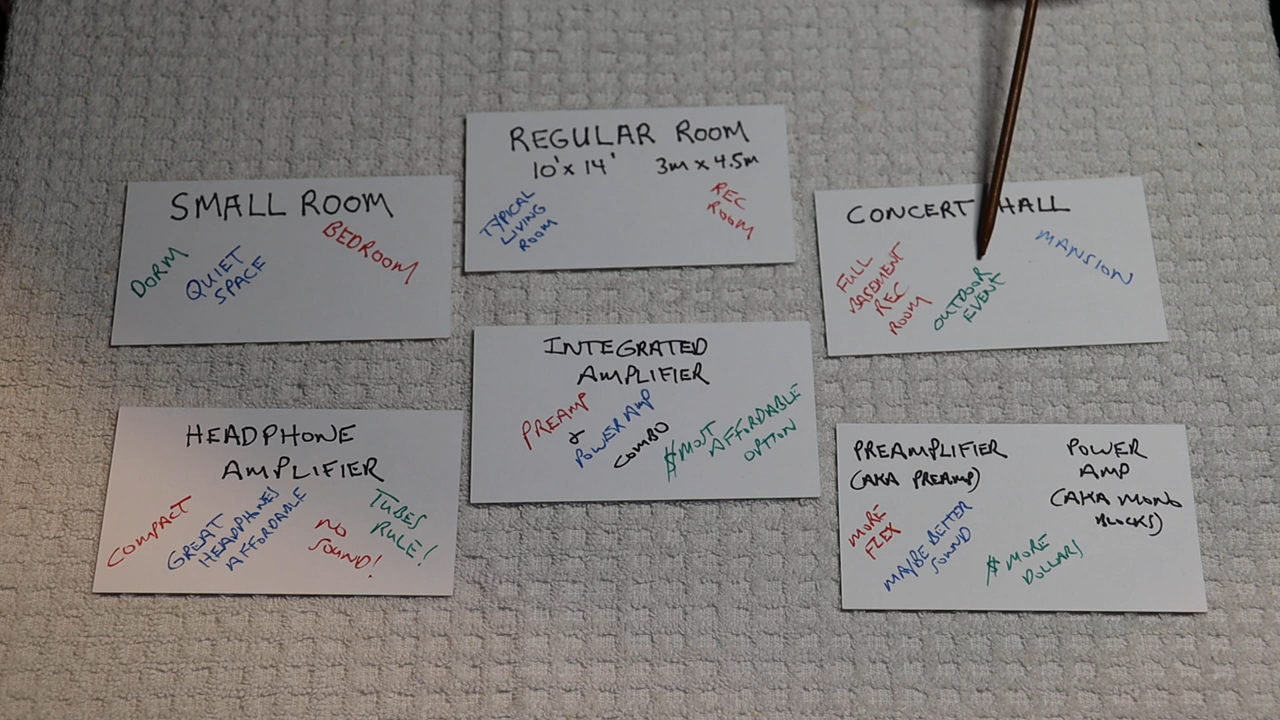 SMALL ROOM
DORM
QUIET
SPACE
BEDROOM
REGULAR ROOM
10' x 14' 3m x 4.5m
TYPICAL
LIVING
ROOM
REC
ROOM
CONCERT HALL
FULL
BASEMENT
REC
ROOM
OUTDOOR
EVENT
MANSION
HEADPHONE
AMPLIFIER
COMPACT
GREAT
HEADPHONES
AFFORDABLE
NO
SOUND!
TUBES
RULE!
INTEGRATED
AMPLIFIER
PREAMP
&
POWER AMP
COMBO
$ MOST
AFFORDABLE
OPTION
PREAMPLIFIER
(AKA PREAMP)
MORE
FLEX
MAYBE BETTER
SOUND
$ MORE
DOLLARS
POWER
AMP
(AKA MONO
BLOCKS)